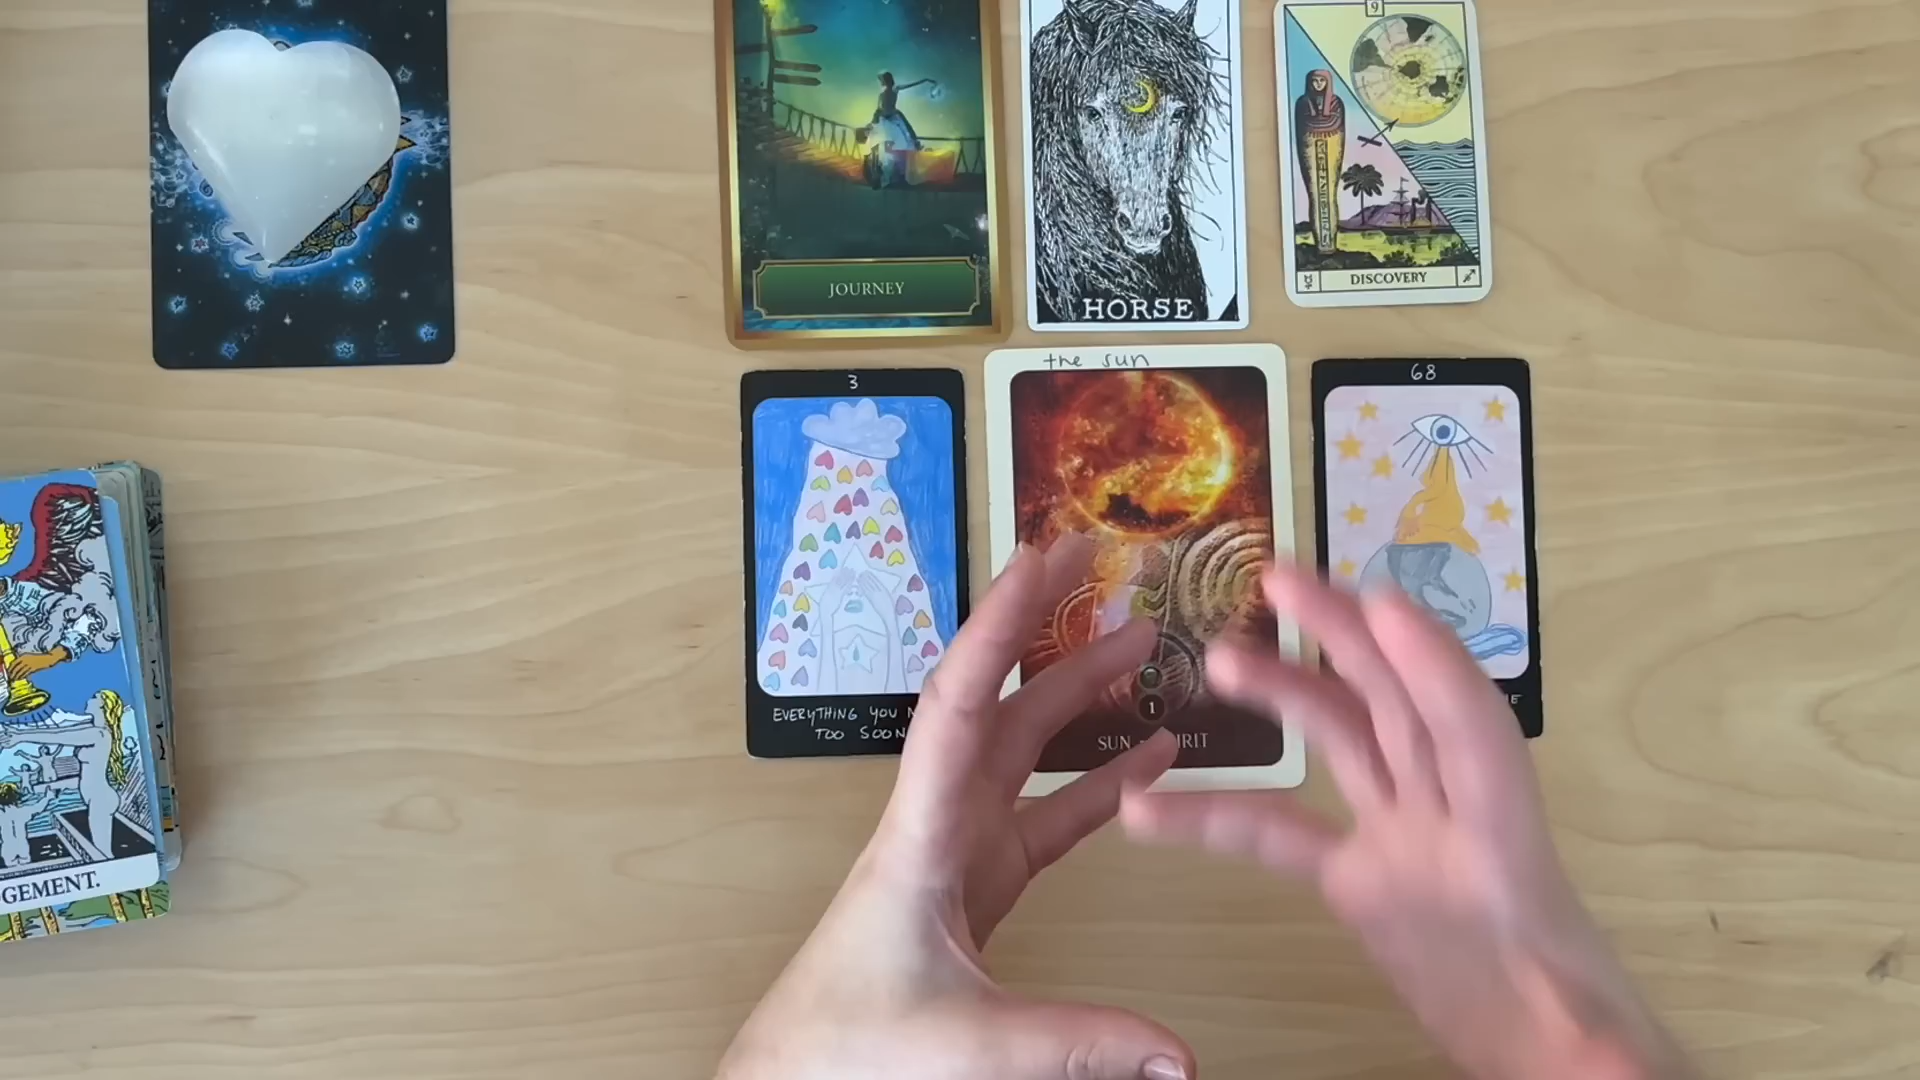 9
JOURNEY
HORSE
DISCOVERY
the sun
3
68
EVERYTHING YOU
TOO SOON
1
SUN
GEMENT.